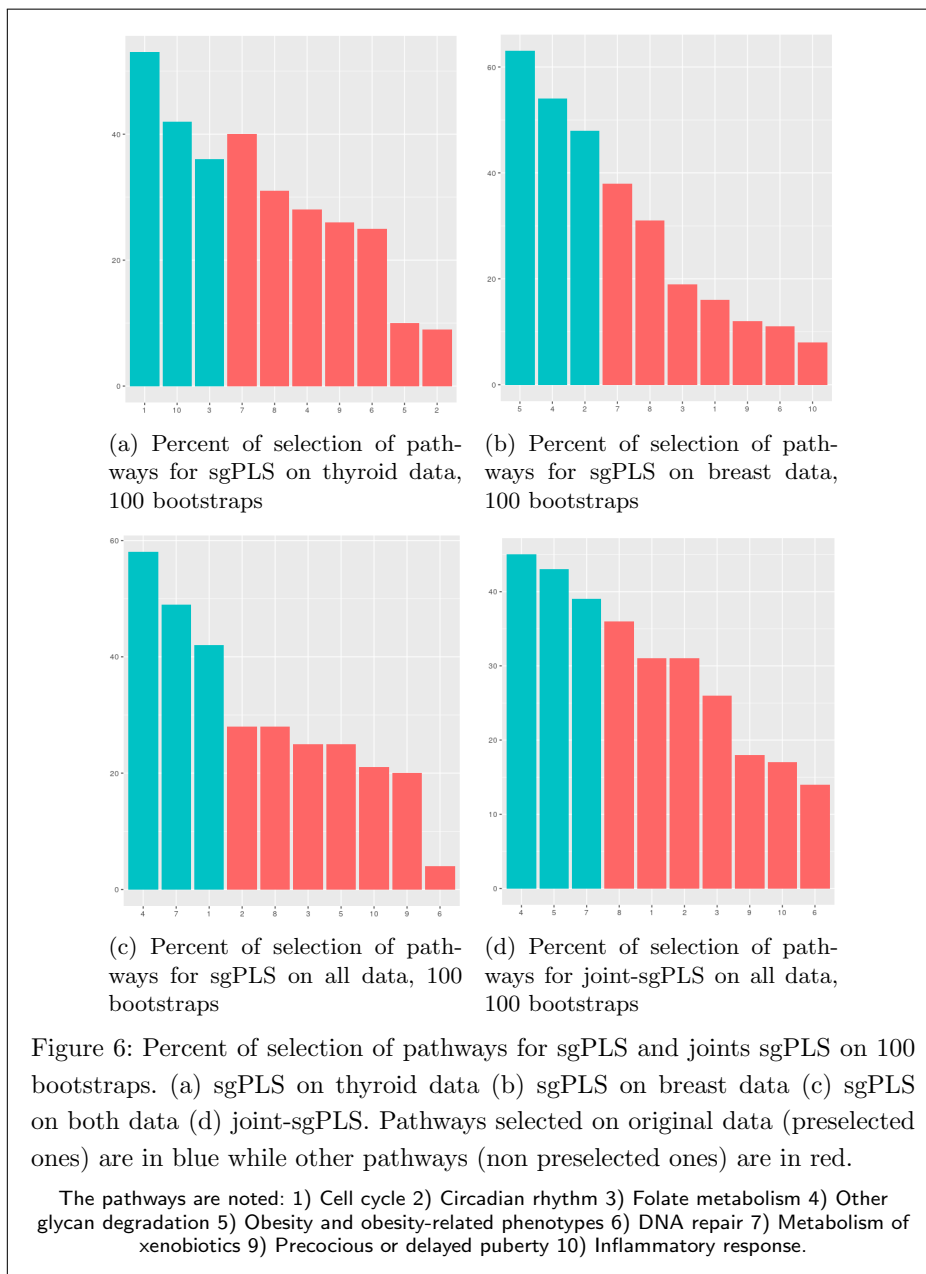 40
20
0
1 10 3 7 8 4 9 6 5 2
(a) Percent of selection of path-
ways for sgPLS on thyroid data,
100 bootstraps
60
40
20
0
5 4 2 7 8 3 1 9 6 10
(b) Percent of selection of path-
ways for sgPLS on breast data,
100 bootstraps
60
40
20
0
4 7 1 2 8 3 5 10 9 6
(c) Percent of selection of path-
ways for sgPLS on all data, 100
bootstraps
40
30
20
10
0
4 5 7 8 1 2 3 9 10 6
(d) Percent of selection of path-
ways for joint-sgPLS on all data,
100 bootstraps
Figure 6: Percent of selection of pathways for sgPLS and joints sgPLS on 100
bootstraps. (a) sgPLS on thyroid data (b) sgPLS on breast data (c) sgPLS
on both data (d) joint-sgPLS. Pathways selected on original data (preselected
ones) are in blue while other pathways (non preselected ones) are in red.
The pathways are noted: 1) Cell cycle 2) Circadian rhythm 3) Folate metabolism 4) Other
glycan degradation 5) Obesity and obesity-related phenotypes 6) DNA repair 7) Metabolism of
xenobiotics 9) Precocious or delayed puberty 10) Inflammatory response.